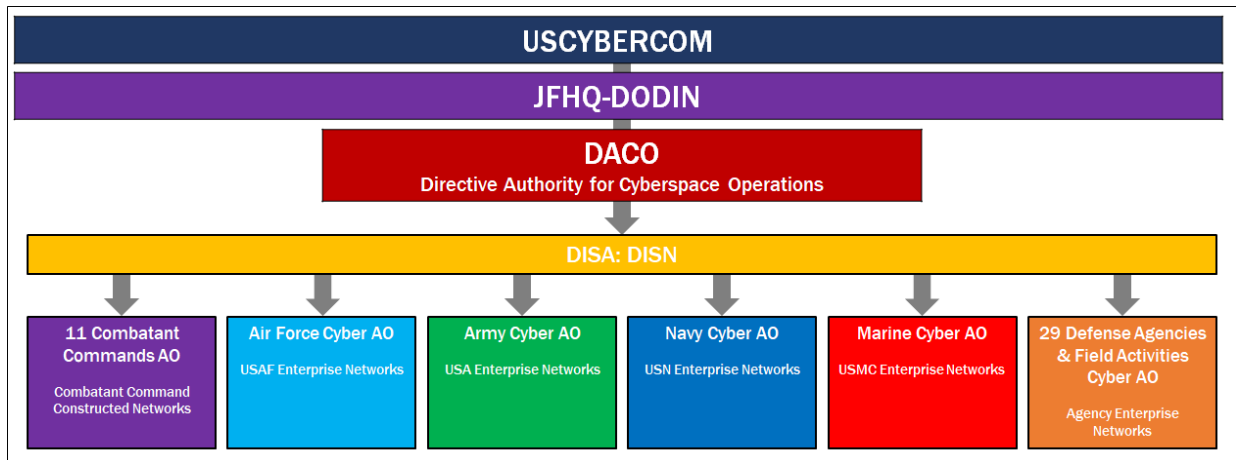 USCYBERCOM
JFHQ-DODIN
DACO
Directive Authority for Cyberspace Operations
DISA: DISN
11 Combatant
Commands AO
Combatant Command
Constructed Networks
Air Force Cyber AO
USAF Enterprise Networks
Army Cyber AO
USA Enterprise Networks
Navy Cyber AO
USN Enterprise Networks
Marine Cyber AO
USMC Enterprise Networks
29 Defense Agencies
& Field Activities
Cyber AO
Agency Enterprise
Networks